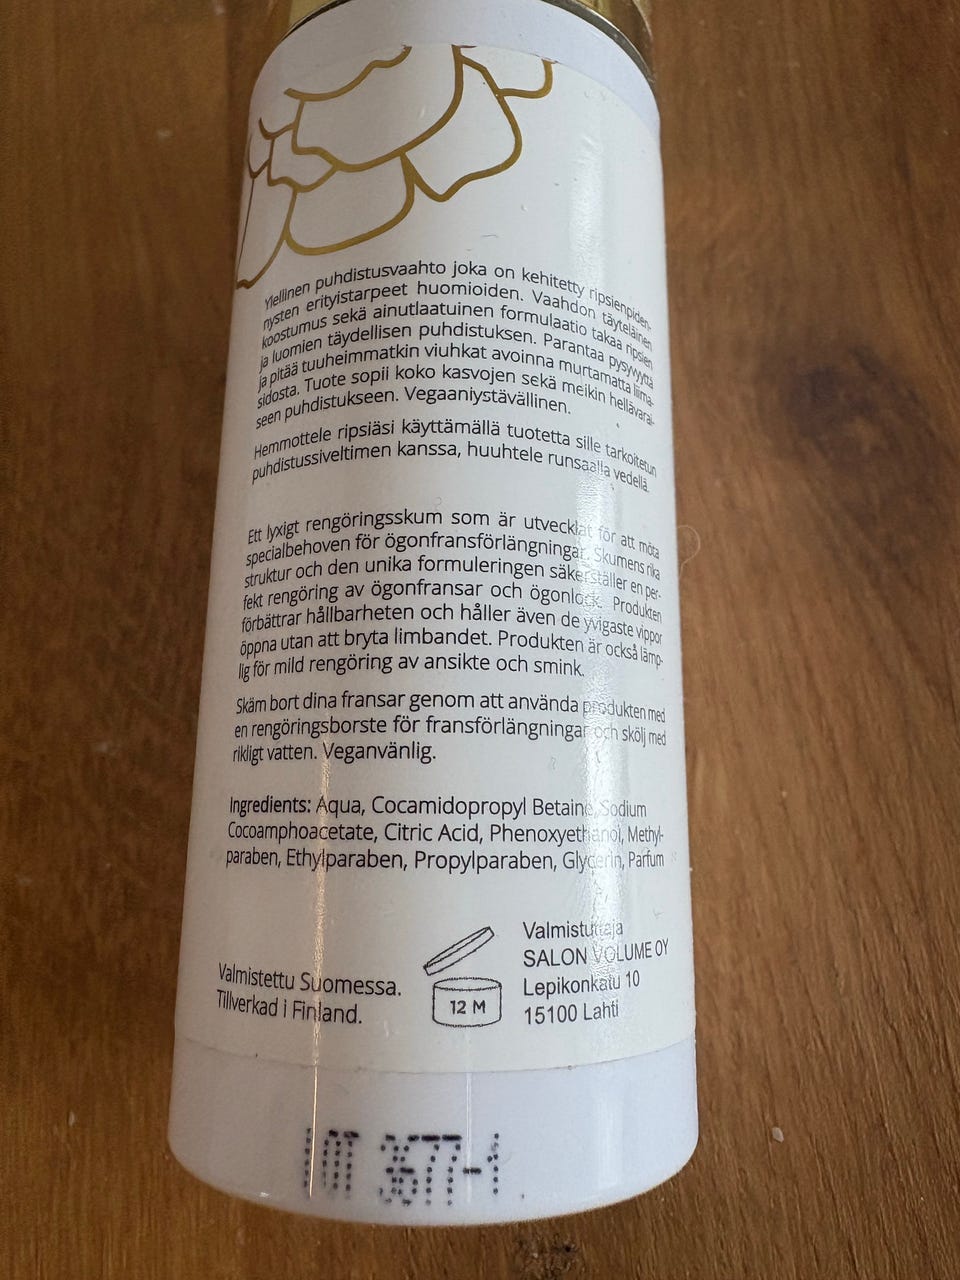 Ylellinen puhdistusvaahto joka on kehitetty ripsienpiden-
nysten erityistarpeet huomioiden. Vaahdon täyteläinen
koostumus sekä ainutlaatuinen formulaatio takaa ripsien
ja luomien täydellisen puhdistuksen. Parantaa pysyvyyttä
ja pitää tuuheimmatkin viuhkat avoinna murtamatta liima-
sidosta. Tuote sopii koko kasvojen sekä meikin hellävarai-
seen puhdistukseen. Vegaaniystävällinen.
Hemmottele ripsiäsi käyttämällä tuotetta sille tarkoitetun
puhdistussiveltimen kanssa, huuhtele runsaalla vedellä.
Ett lyxigt rengöringsskum som är utvecklat för att möta
specialbehoven för ögonfransförlängningar. Skumens rika
struktur och den unika formuleringen säkerställer en per-
fekt rengöring av ögonfransar och ögonlock. Produkten
förbättrar hållbarheten och håller även de yvigaste vippor
öppna utan att bryta limbandet. Produkten är också lämp-
lig för mild rengöring av ansikte och smink.
Skäm bort dina fransar genom att använda produkten med
en rengöringsborste för fransförlängningar och skölj med
rikligt vatten. Veganvänlig.
Ingredients: Aqua, Cocamidopropyl Betaine, Sodium
Cocoamphoacetate, Citric Acid, Phenoxyethanol, Methyl-
paraben, Ethylparaben, Propylparaben, Glycerin, Parfum
Valmistettu Suomessa.
Tillverkad i Finland.
12 M
Valmistuttaja
SALON VOLUME OY
Lepikonkatu 10
15100 Lahti
LOT 3677-1